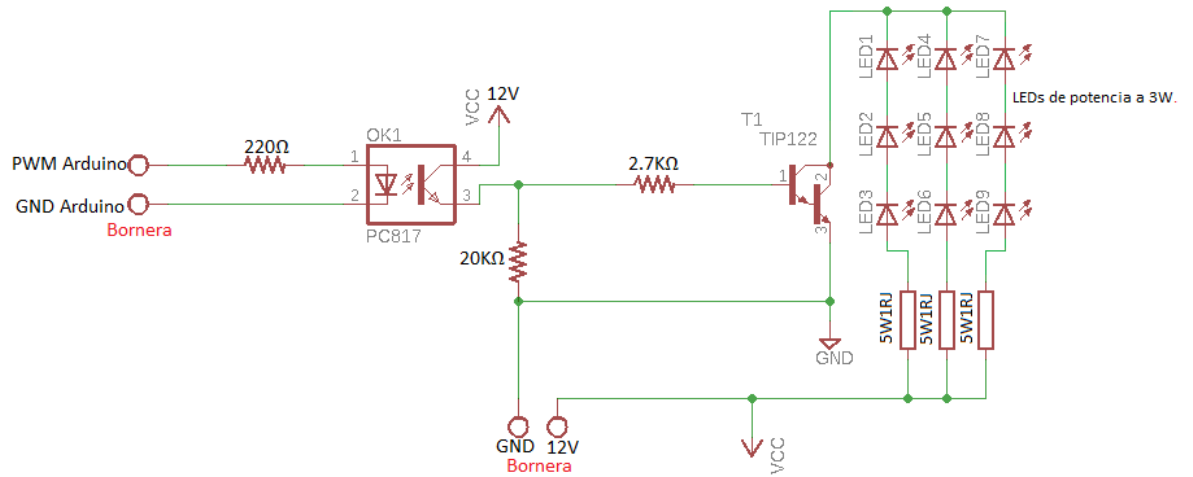 PWM Arduino
GND Arduino
Bornera
220Ω
OK1
1
2
4
3
PC817
VCC
12V
20KΩ
2.7KΩ
T1
TIP122
1
2
3
GND
LED1
LED2
LED3
LED4
LED5
LED6
LED7
LED8
LED9
LEDs de potencia a 3W.
5W1RJ
5W1RJ
5W1RJ
GND
12V
Bornera
VCC